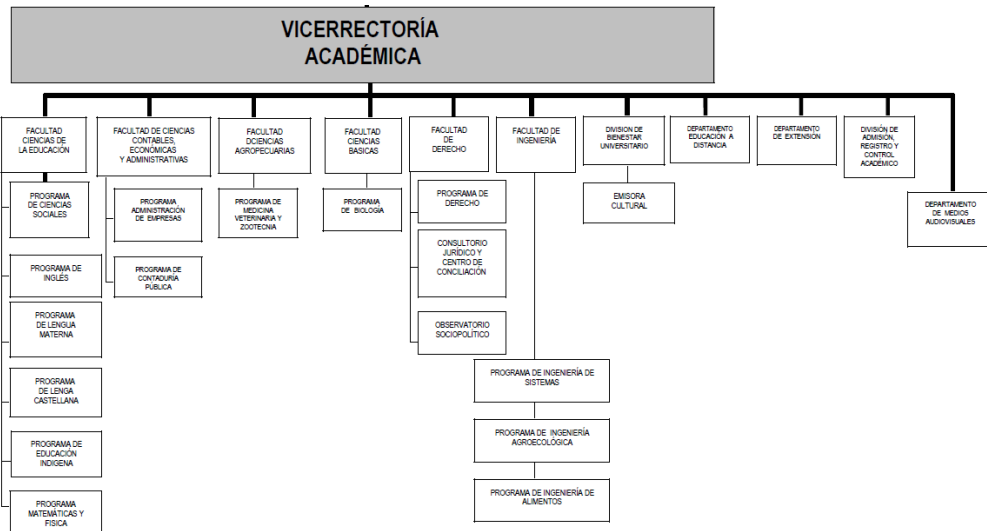 VICERRECTORÍA
ACADÉMICA
FACULTAD
CIENCIAS DE
LA EDUCACIÓN
FACULTAD DE CIENCIAS
CONTABLES,
ECONÓMICAS
Y ADMINISTRATIVAS
FACULTAD
DCIENCIAS
AGROPECUARIAS
FACULTAD
CIENCIAS
BASICAS
FACULTAD
DE
DERECHO
FACULTAD DE
INGENIERÍA
DIVISION DE
BIENESTAR
UNIVERSITARIO
DEPARTAMENTO
EDUCACIÓN A
DISTANCIA
DEPARTAMENTO
DE EXTENSIÓN
DIVISIÓN DE
ADMISIÓN,
REGISTRO Y
CONTROL
ACADÉMICO
PROGRAMA
DE CIENCIAS
SOCIALES
PROGRAMA
ADMINISTRACIÓN
DE EMPRESAS
PROGRAMA DE
MEDICINA
VETERINARIA Y
ZOOTECNIA
PROGRAMA
DE BIOLOGÍA
PROGRAMA DE
DERECHO
EMISORA
CULTURAL
DEPARTAMENTO
DE MEDIOS
AUDIOVISUALES
PROGRAMA DE
INGLÉS
PROGRAMA DE
CONTADURÍA
PÚBLICA
CONSULTORIO
JURÍDICO Y
CENTRO DE
CONCILIACIÓN
PROGRAMA
DE LENGUA
MATERNA
OBSERVATORIO
SOCIOPOLÍTICO
PROGRAMA
DE LENGA
CASTELLANA
PROGRAMA DE INGENIERÍA DE
SISTEMAS
PROGRAMA DE
EDUCACIÓN
INDIGENA
PROGRAMA DE INGENIERÍA
AGROECOLÓGICA
PROGRAMA
MATEMÁTICAS Y
FISICA
PROGRAMA DE INGENIERÍA DE
ALIMENTOS